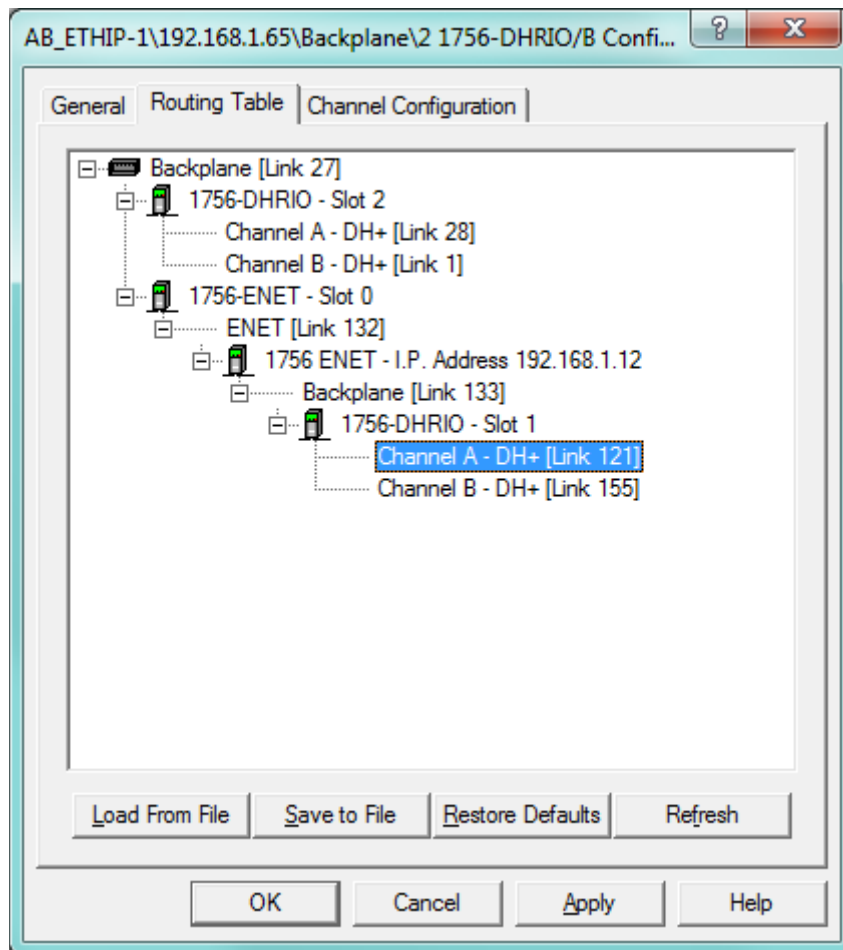 AB_ETHIP-1\192.168.1.65\Backplane\2 1756-DHRIO/B Confi...
General Routing Table Channel Configuration
Backplane [Link 27]
1756-DHRIO - Slot 2
Channel A - DH+ [Link 28]
Channel B - DH+ [Link 1]
1756-ENET - Slot 0
ENET [Link 132]
1756 ENET - I.P. Address 192.168.1.12
Backplane [Link 133]
1756-DHRIO - Slot 1
Channel A - DH+ [Link 121]
Channel B - DH+ [Link 155]
Load From File Save to File Restore Defaults Refresh
OK Cancel Apply Help